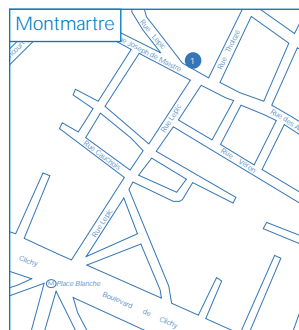 Montmartre
Rue Lepic
Rue Tholozé
Joseph de Maistre
1
Rue Lepic
Rue des A
Rue Cauchois
Rue Véron
Rue Lepic
Clichy
M Place Blanche
Boulevard de Clichy